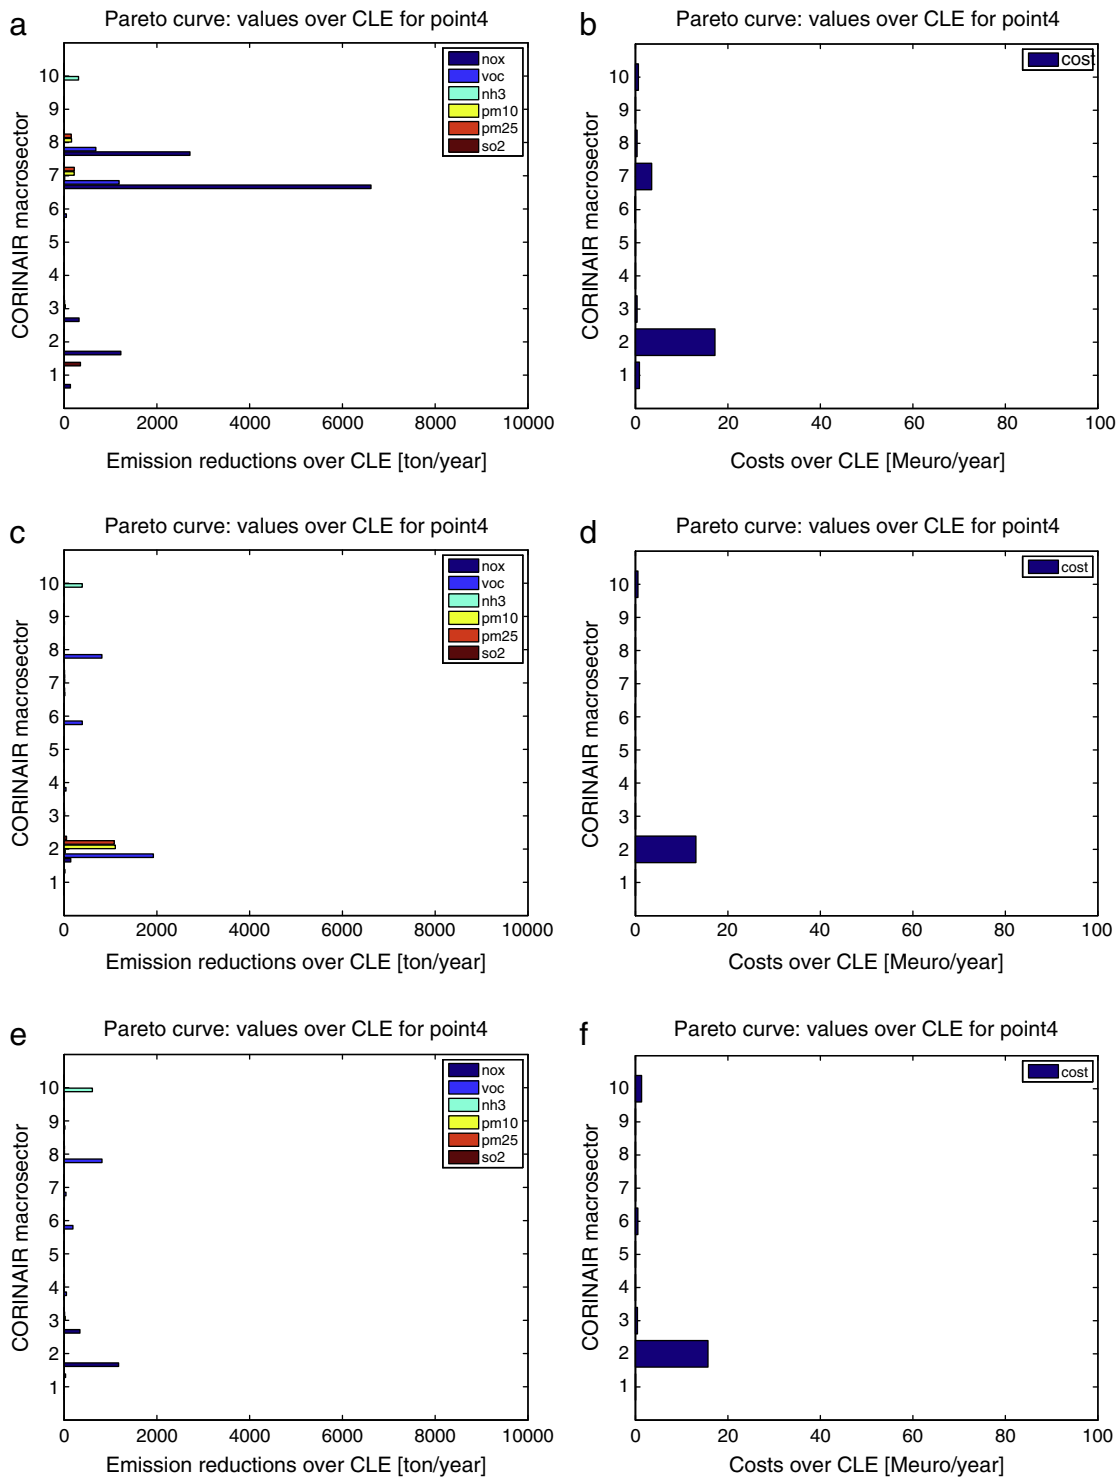 a
Pareto curve: values over CLE for point4
nox
voc
nh3
pm10
pm25
so2
CORINAIR macrosector
10
9
8
7
6
5
4
3
2
1
0 2000 4000 6000 8000 10000
Emission reductions over CLE [ton/year]
b
Pareto curve: values over CLE for point4
cost
CORINAIR macrosector
10
9
8
7
6
5
4
3
2
1
0 20 40 60 80 100
Costs over CLE [Meuro/year]
c
Pareto curve: values over CLE for point4
nox
voc
nh3
pm10
pm25
so2
CORINAIR macrosector
10
9
8
7
6
5
4
3
2
1
0 2000 4000 6000 8000 10000
Emission reductions over CLE [ton/year]
d
Pareto curve: values over CLE for point4
cost
CORINAIR macrosector
10
9
8
7
6
5
4
3
2
1
0 20 40 60 80 100
Costs over CLE [Meuro/year]
e
Pareto curve: values over CLE for point4
nox
voc
nh3
pm10
pm25
so2
CORINAIR macrosector
10
9
8
7
6
5
4
3
2
1
0 2000 4000 6000 8000 10000
Emission reductions over CLE [ton/year]
f
Pareto curve: values over CLE for point4
cost
CORINAIR macrosector
10
9
8
7
6
5
4
3
2
1
0 20 40 60 80 100
Costs over CLE [Meuro/year]